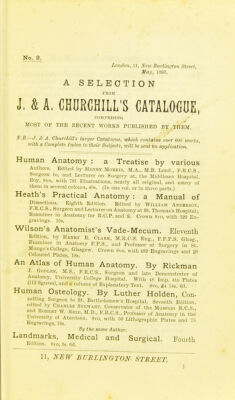 No. 2.
London, 11, New Burlington Street,
May, 1893.
A SELECTION
FROM
J. & A. CHURCHILL'S CATALOGUE,
COMPRISING
MOST OF THE RECENT WORKS PUBLISHED BY THEM.
N.B.—J. & A. Churchill's larger Catalogue, which contains over 600 works,
with a Complete Index to their Subjects, will be sent on application.
Human Anatomy: a Treatise by various
Authors. Edited by HENRY MORRIS, M.A., M.B. Lond., F.R.C.S.,
Surgeon to, and Lecturer on Surgery at, the Middlesex Hospital,
Roy. 8vo, with 791 Illustrations, nearly all original, and many of
them in several colours, 40s. (In one vol. or in three parts.)
Heath's Practical Anatomy: a Manual of
Dissections. Eighth Edition. Edited by WILLIAM ANDERSON,
F.R.C.S., Surgeon and Lecturer on Anatomy at St. Thomas's Hospital,
Examiner in Anatomy for R.C.P. and S. Crown 8vo, with 329 Engravings, 15s.
Wilson's Anatomist's Vade-Mecum. Eleventh
Edition, by HENRY E. CLARK, M.R.C.S. Eng., F.F.P.S. Glasg.,
Examiner in Anatomy F.P.S., and Professor of Surgery in St.
Mungo's College, Glasgow. Crown 8vo, with 492 Engravings and 26
Coloured Plates, 18s.
An Atlas of Human Anatomy. By Rickman
J. GODLEE, M.S., F.R.C.S., Surgeon and late Demonstrator of
Anatomy, University College Hospital. With 48 Imp. 4to Plates
(112 figures), and a volume of Explanatory Text. 8vo, £4 14s. 6d.
Human Osteology. By Luther Holden, Consulting
Surgeon to St. Bartholomew's Hospital. Seventh Edition,
edited by CHARLES STEWART, Conservator of the Museum R.C.S.,
and ROBERT W. REID, M.D., F.R.C.S., Professor of Anatomy in the
University of Aberdeen. 8vo, with 59 Lithographic Plates and 75
Engravings, 16s.
By the same Author.
Landmarks, Medical and Surgical. Fourth
Edition. 8vo, 3s. 6d.
11, NEW BURLINGTON STREET.